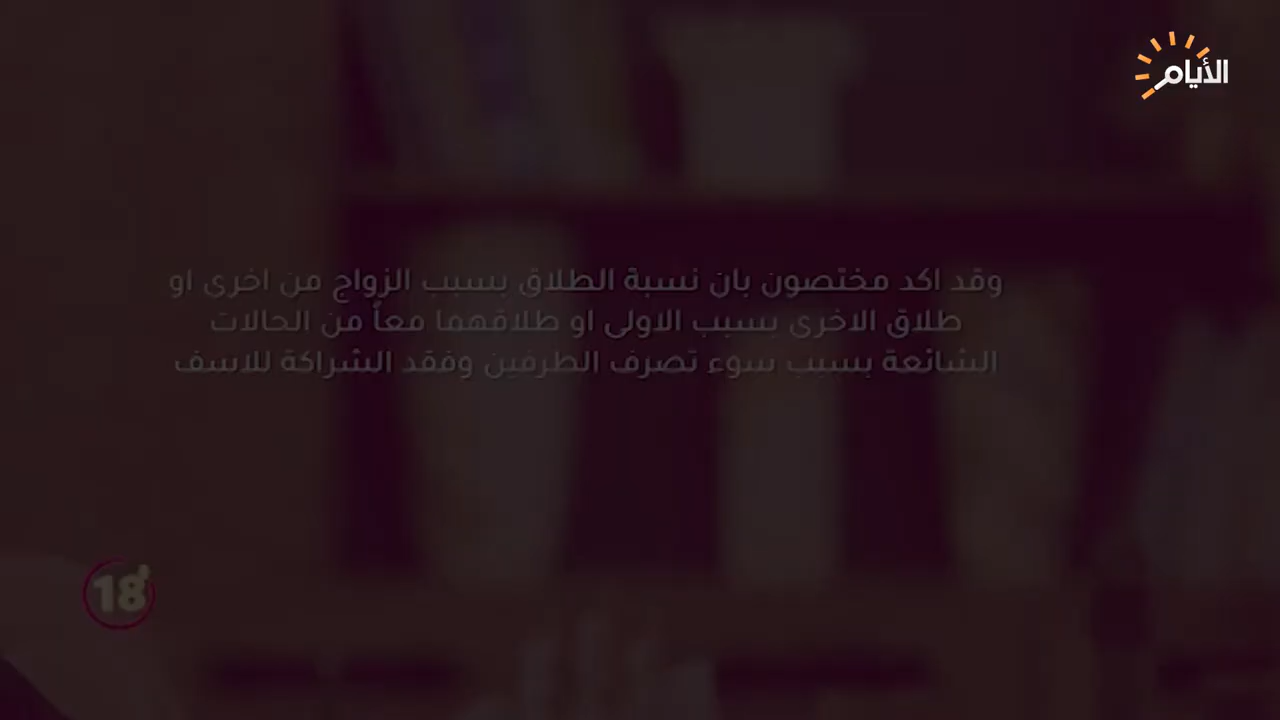 الأيام
وقد اكد مختصون بان نسبة الطلاق بسبب الزواج من اخرى او
طلاق الاخرى بسبب الاولى او طلاقهما معاً من الحالات
الشائعة بسبب سوء تصرف الطرفين وفقد الشراكة للاسف
18